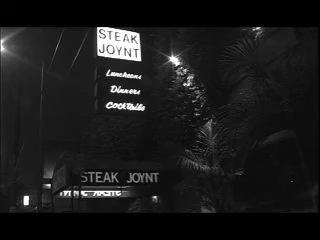 STEAK
JOYNT
Luncheons
Dinners
COCKTAILS
STEAK JOYNT